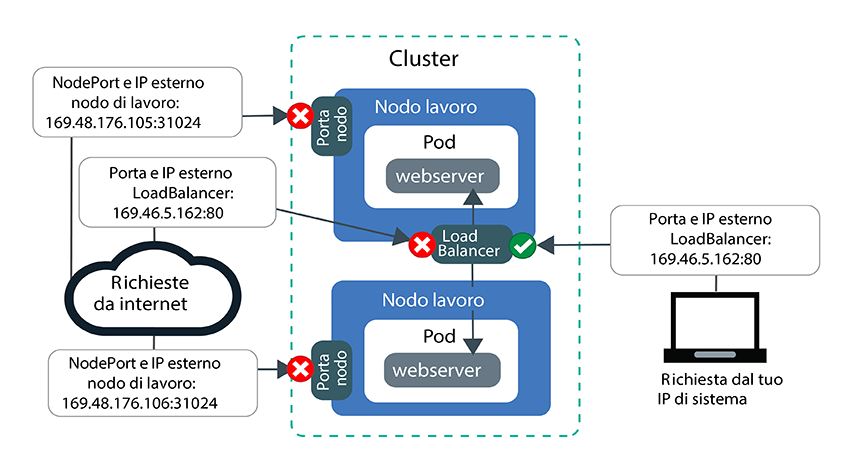 Cluster
NodePort e IP esterno
nodo di lavoro:
169.48.176.105:31024
Porta
nodo
Nodo lavoro
Pod
webserver
Porta e IP esterno
LoadBalancer:
169.46.5.162:80
Load
Balancer
Porta e IP esterno
LoadBalancer:
169.46.5.162:80
Richieste
da internet
Nodo lavoro
Pod
webserver
Porta
nodo
NodePort e IP esterno
nodo di lavoro:
169.48.176.106:31024
Richiesta dal tuo
IP di sistema